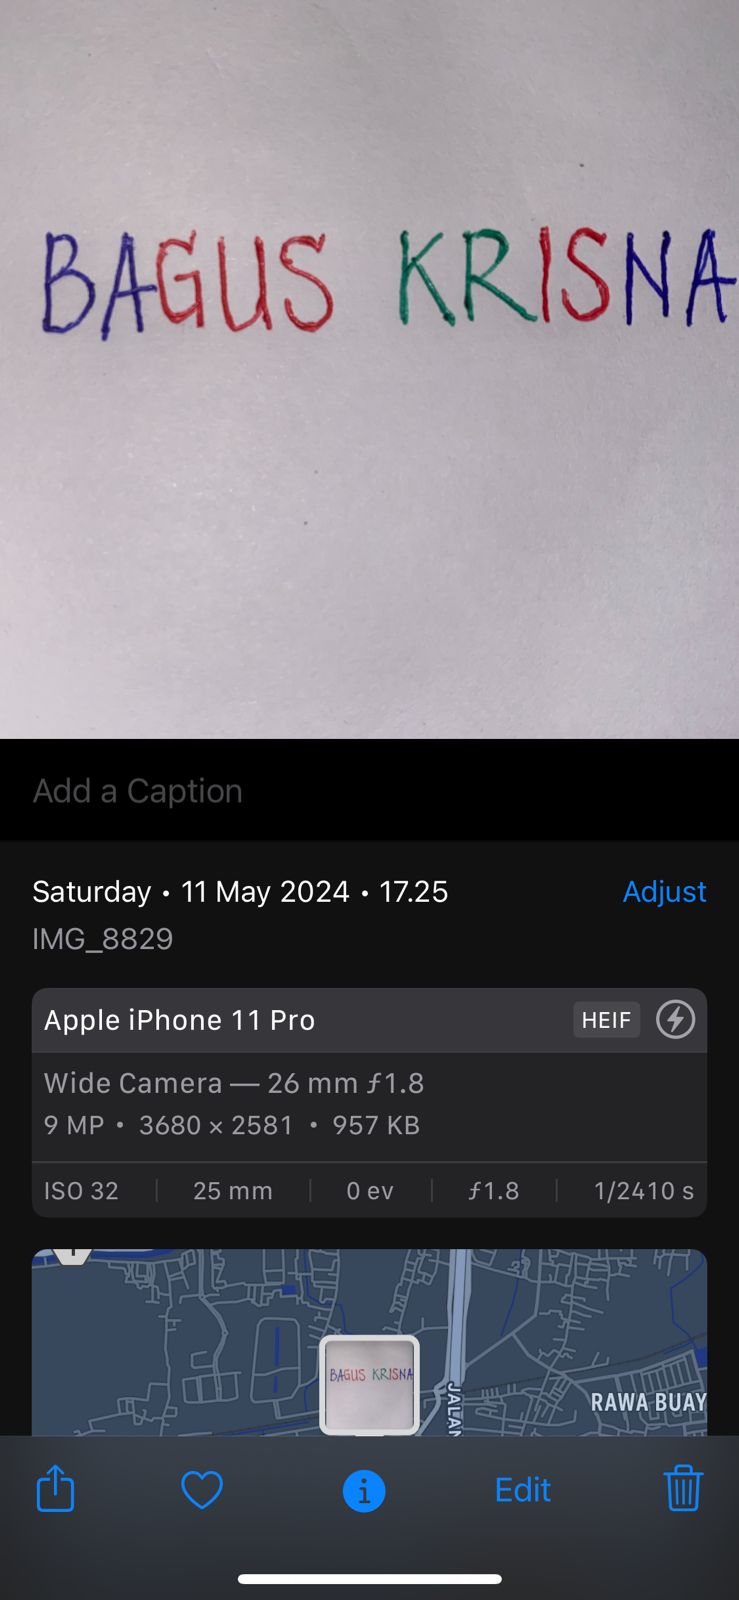 BAGUS KRISNA
Add a Caption
Saturday • 11 May 2024 • 17.25
Adjust
IMG_8829
Apple iPhone 11 Pro
HEIF
Wide Camera — 26 mm ƒ1.8
9 MP • 3680 × 2581 • 957 KB
ISO 32
25 mm
0 ev
ƒ1.8
1/2410 s
BAGUS KRISNA
JALAN
RAWA BUAY
Edit